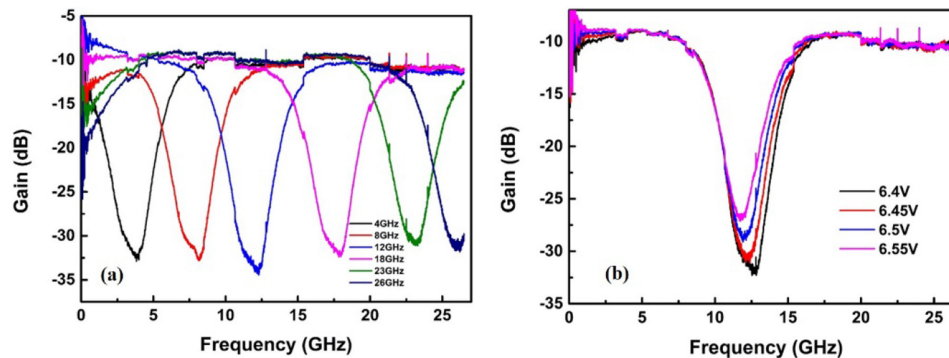 -5
-10
-15
-20
-25
-30
-35
Gain (dB)
0 5 10 15 20 25
Frequency (GHz)
(a)
4GHz
8GHz
12GHz
18GHz
23GHz
26GHz
-10
-15
-20
-25
-30
-35
Gain (dB)
0 5 10 15 20 25
Frequency (GHz)
(b)
6.4V
6.45V
6.5V
6.55V